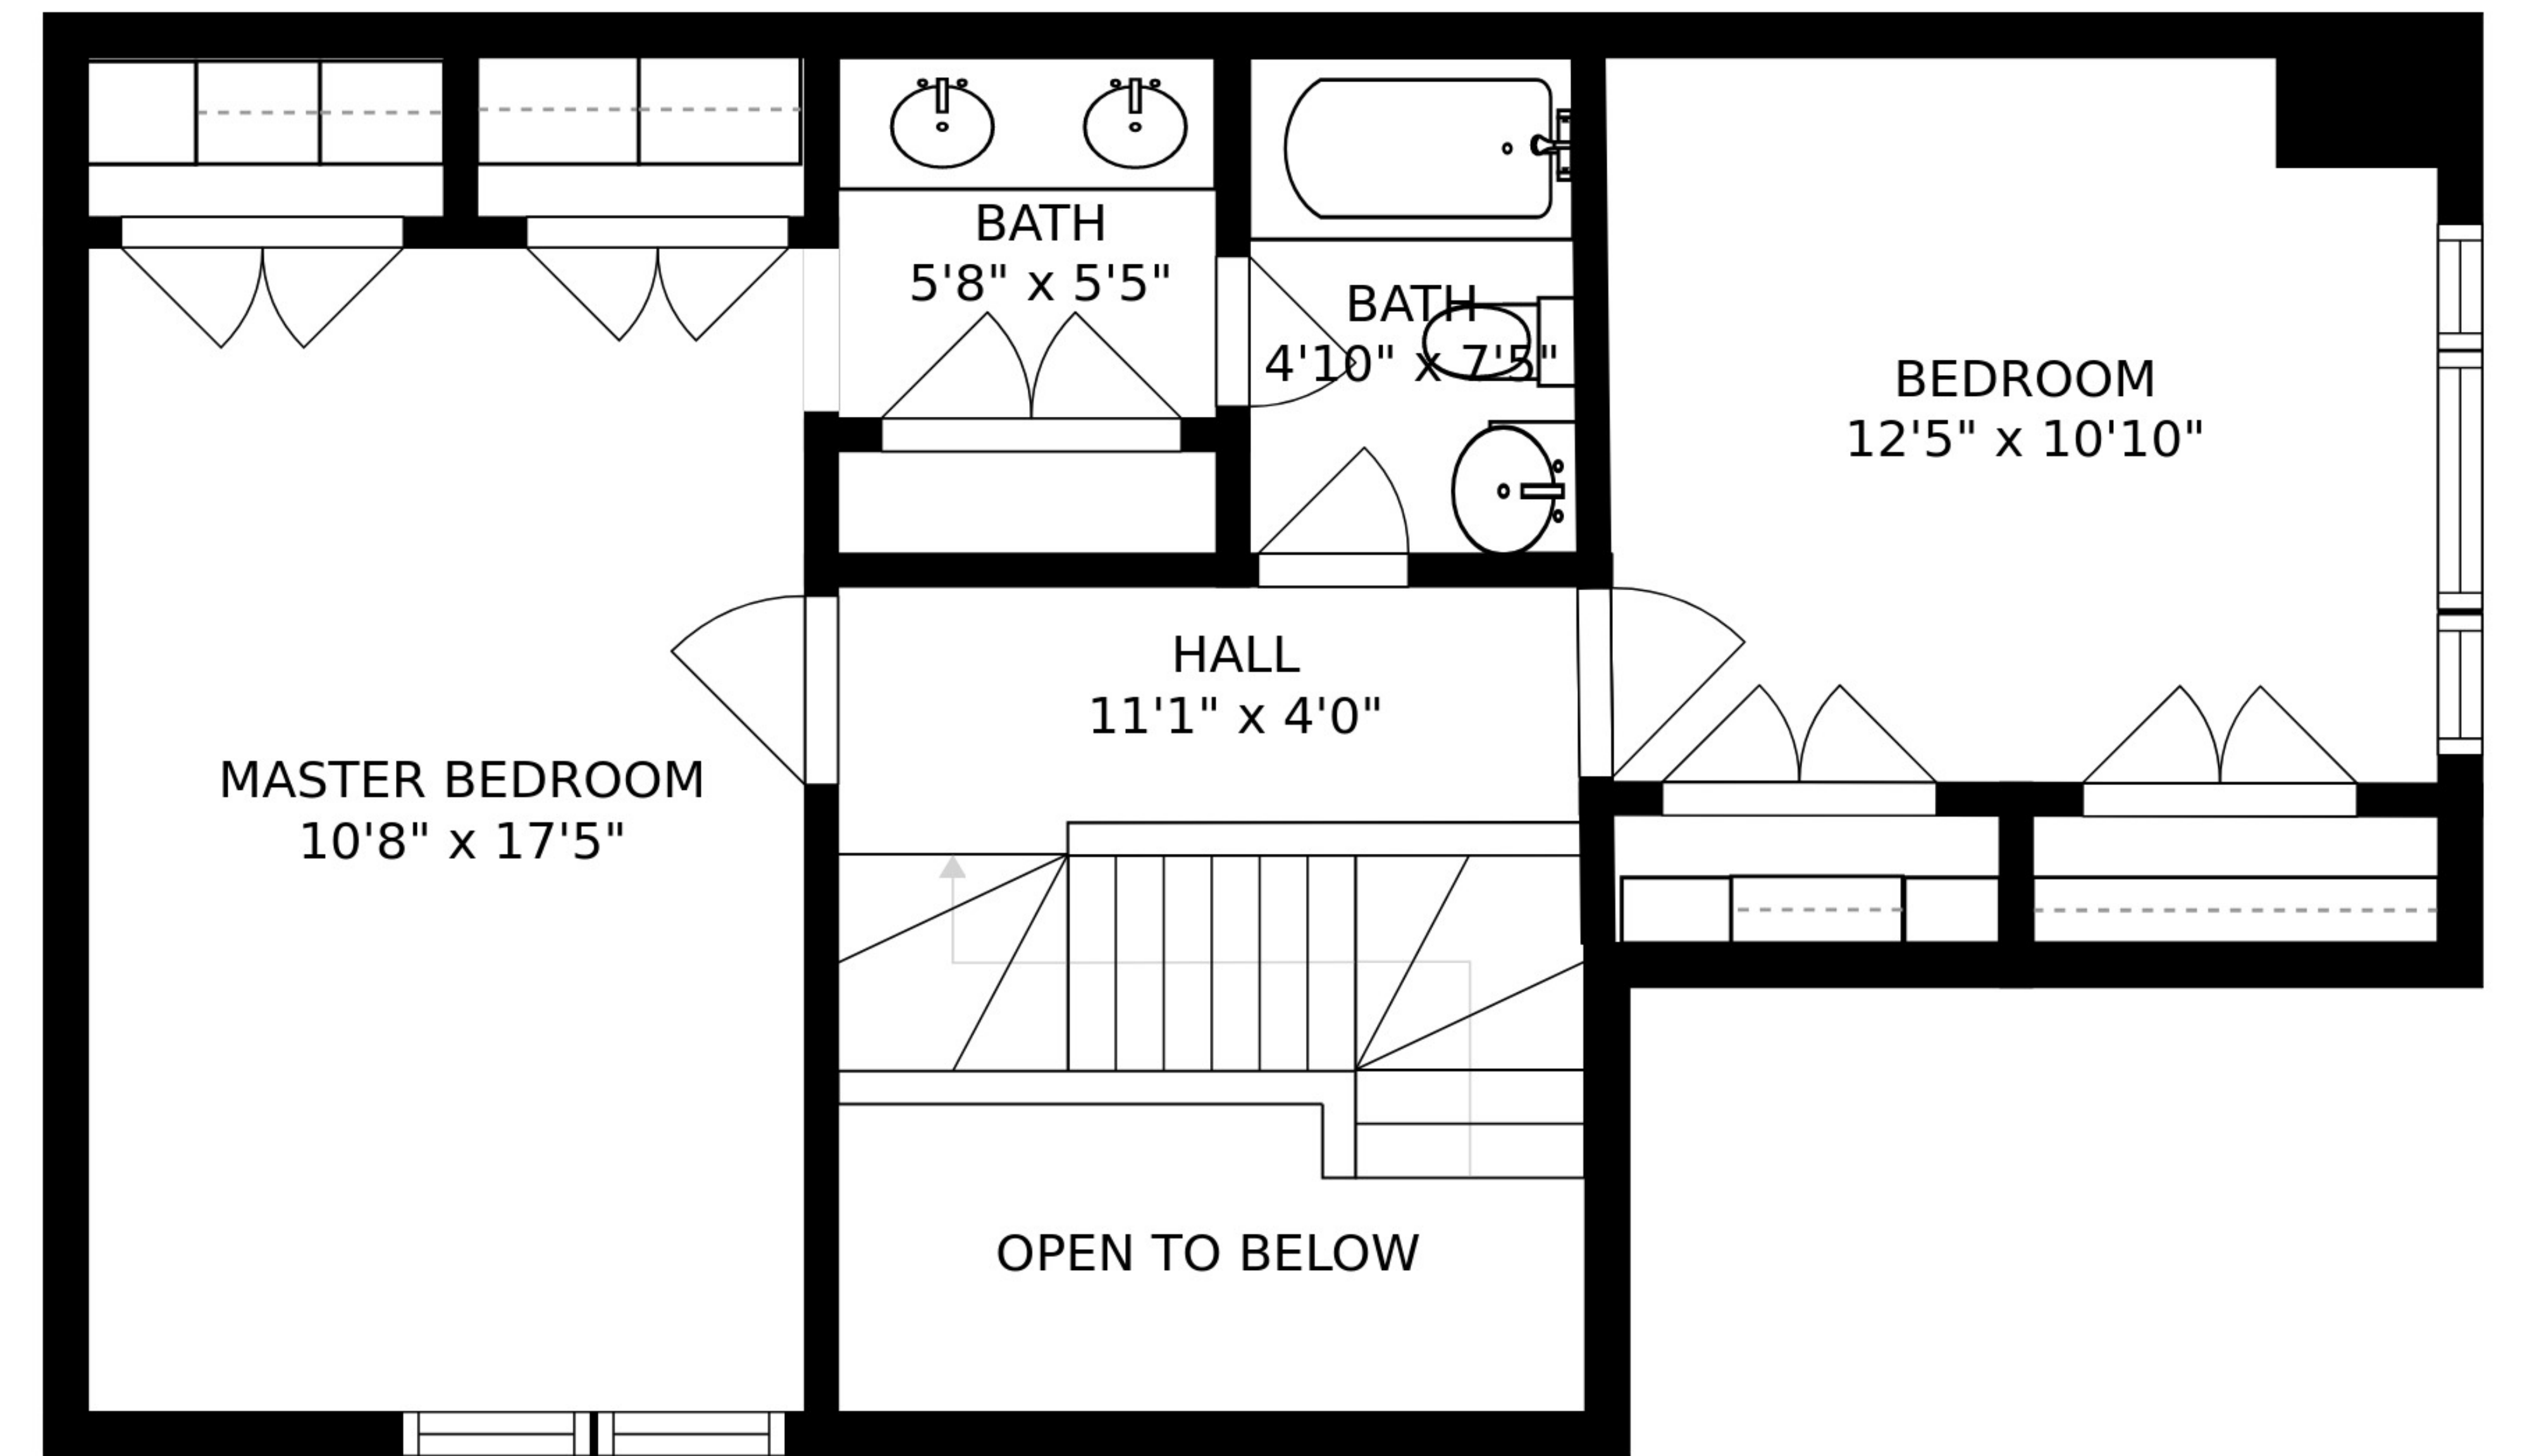 BATH
5'8" x 5'5"
BATH
4'10" x 7'5"
BEDROOM
12'5" x 10'10"
HALL
11'1" x 4'0"
MASTER BEDROOM
10'8" x 17'5"
OPEN TO BELOW